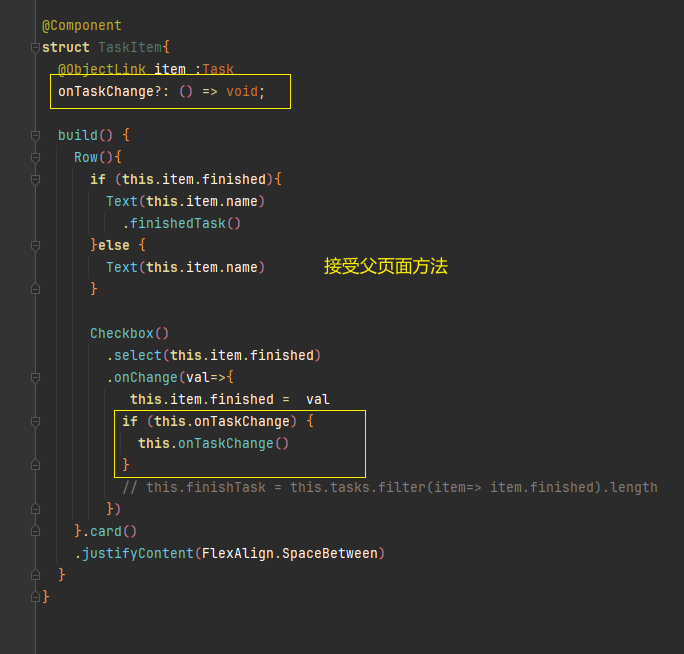 @Component
struct TaskItem{
@ObjectLink item :Task
onTaskChange?: () => void;
build() {
Row(){
if (this.item.finished){
Text(this.item.name)
.finishedTask()
}else {
Text(this.item.name)
接受父页面方法
}
Checkbox()
.select(this.item.finished)
.onChange(val=>{
this.item.finished =  val
if (this.onTaskChange) {
this.onTaskChange()
}
// this.finishTask = this.tasks.filter(item=> item.finished).length
})
}.card()
.justifyContent(FlexAlign.SpaceBetween)
}
}